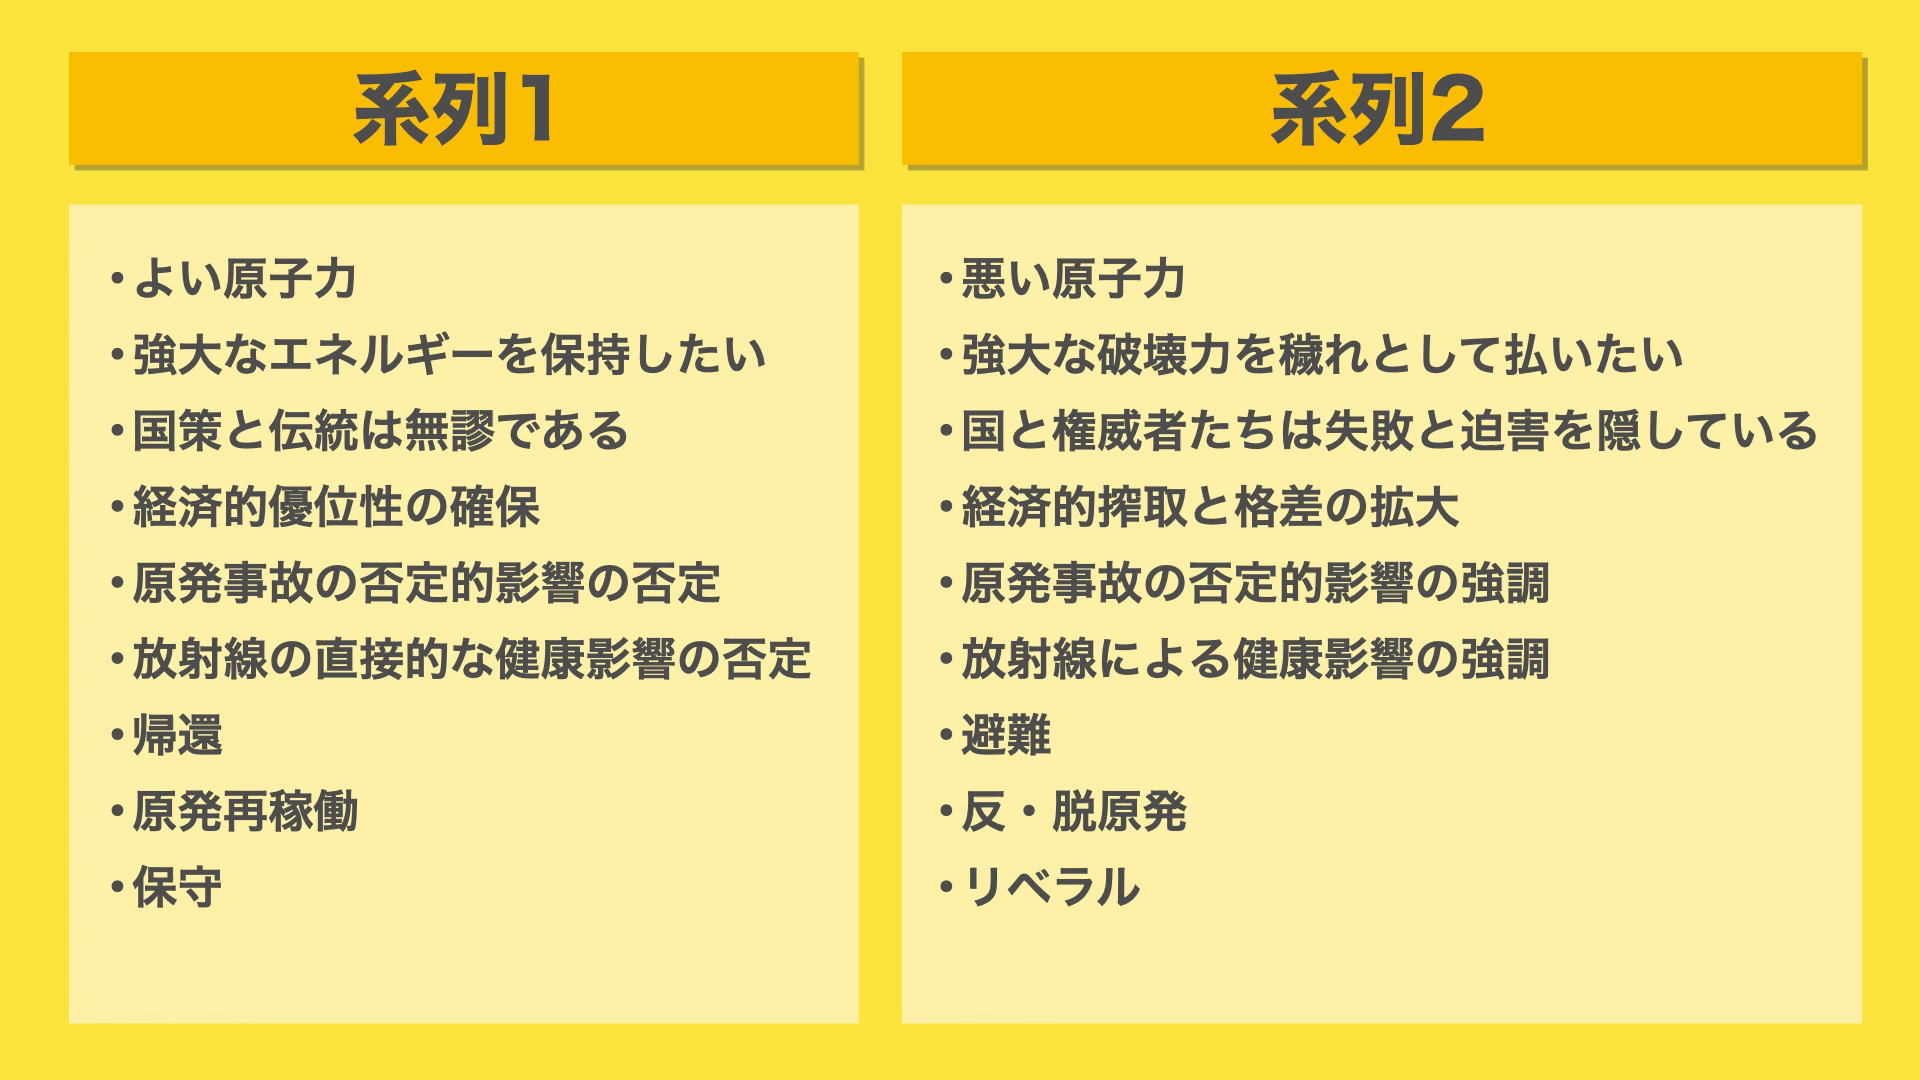 系列1
・よい原子力
・強大なエネルギーを保持したい
・国策と伝統は無謬である
・経済的優位性の確保
・原発事故の否定的影響の否定
・放射線の直接的な健康影響の否定
・帰還
・原発再稼働
・保守
系列2
・悪い原子力
・強大な破壊力を穢れとして払いたい
・国と権威者たちは失敗と迫害を隠している
・経済的搾取と格差の拡大
・原発事故の否定的影響の強調
・放射線による健康影響の強調
・避難
・反・脱原発
・リベラル